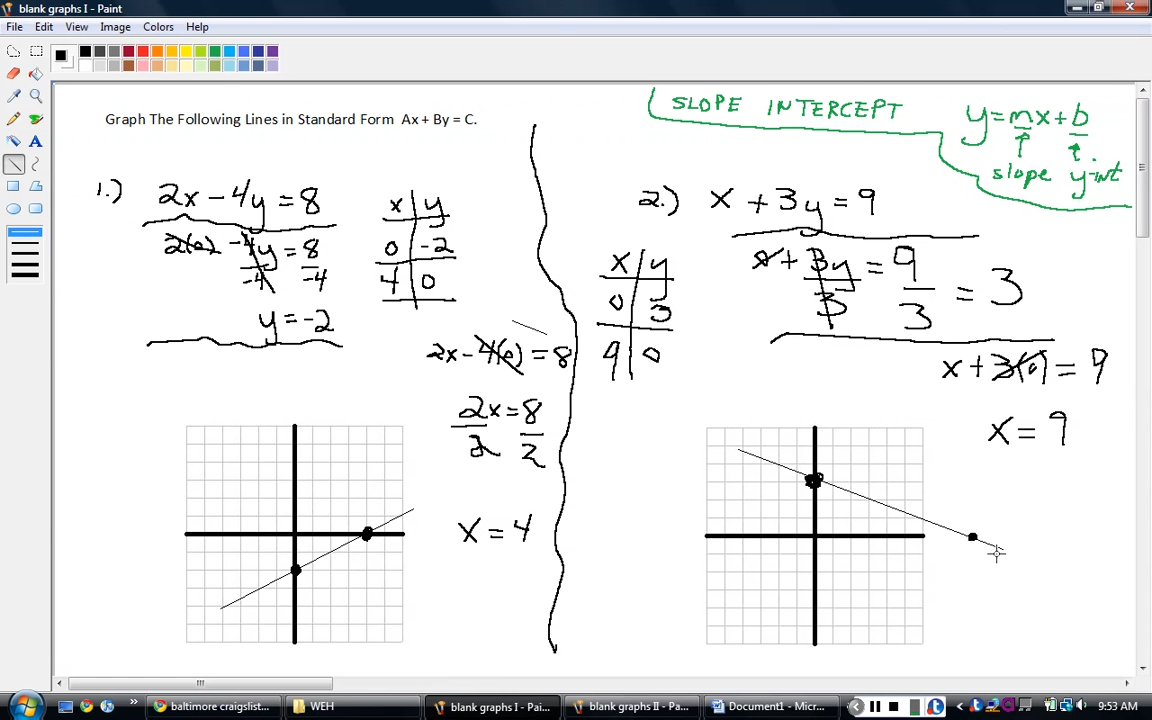 blank graphs I - Paint
File Edit View Image Colors Help
Graph The Following Lines in Standard Form Ax + By = C.
SLOPE INTERCEPT
y = mx + b
slope y-int
1.) 2x - 4y = 8
2(0) - 4y = 8
-4 -4
y = -2
x y
0 -2
4 0
2x - 4(0) = 8
2x = 8
2 2
x = 4
2.) x + 3y = 9
x y
0 3
9 0
x + 3y = 9 = 3
3 3
x + 3(0) = 9
x = 9
baltimore craigslist...
WEH
blank graphs I - Pai...
blank graphs II - Pa...
Document1 - Micr...
9:53 AM